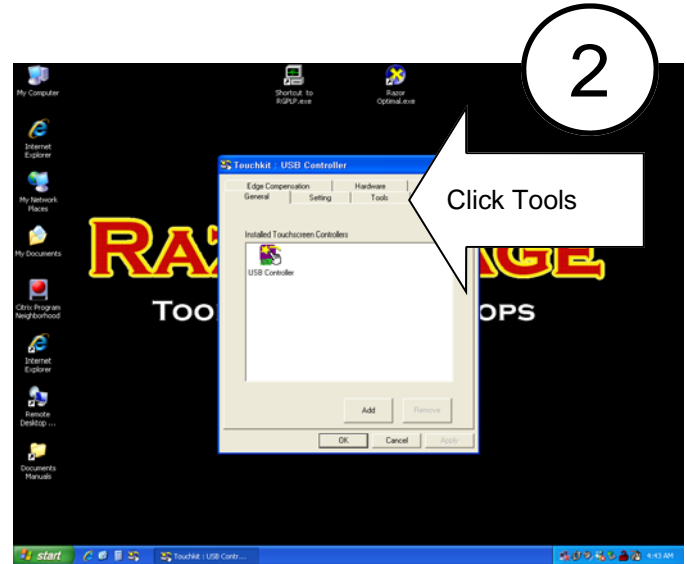 2
My Computer
Shortcut to
RGPLP.exe
Razor
Optimal.exe
Internet
Explorer
Touchkit : USB Controller
Edge Compensation
Hardware
General
Setting
Tools
Click Tools
My Network
Places
Installed Touchscreen Controllers
USB Controller
My Documents
RA
GE
Citrix Program
Neighborhood
TOO
OPS
Internet
Explorer
Remote
Desktop ...
Add
Remove
OK
Cancel
Apply
Documents
Manuals
start
Touchkit : USB Contr...
4:43 AM